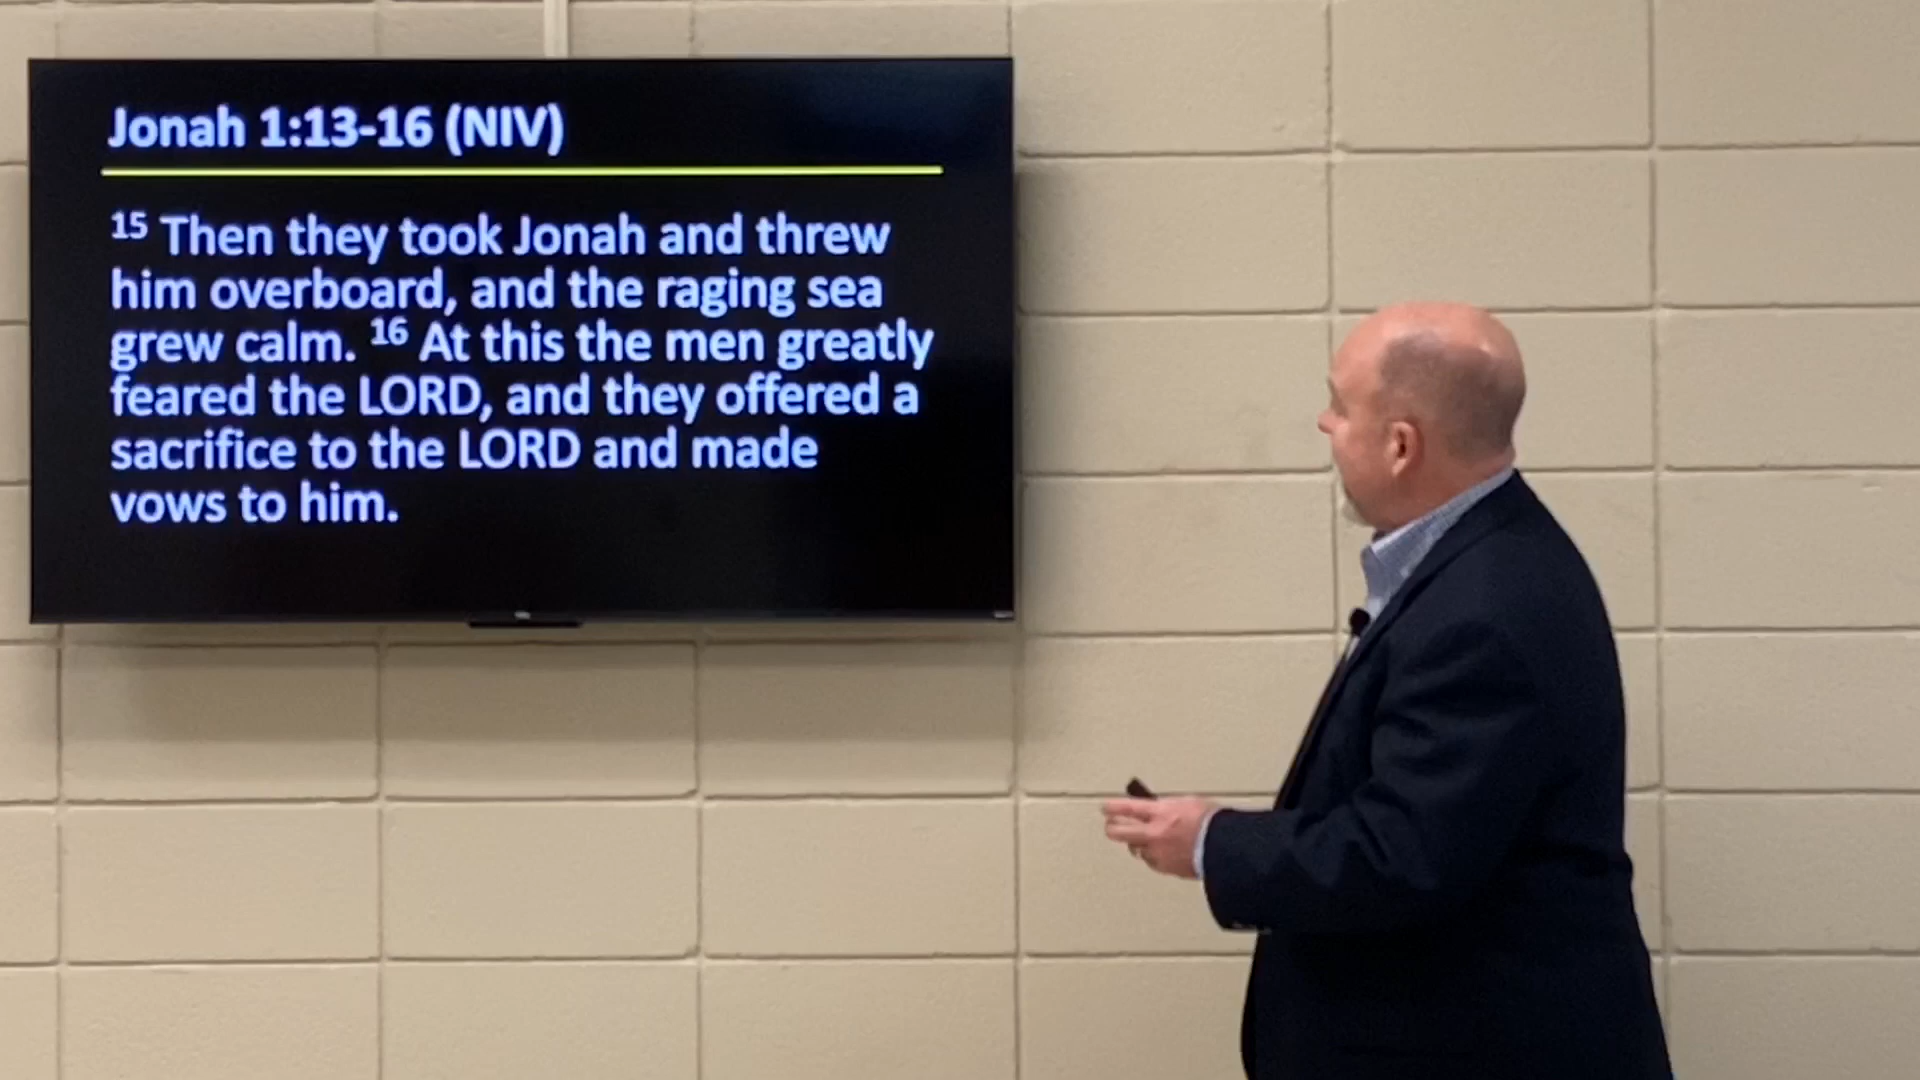 Jonah 1:13-16 (NIV)
15 Then they took Jonah and threw
him overboard, and the raging sea
grew calm. 16 At this the men greatly
feared the LORD, and they offered a
sacrifice to the LORD and made
vows to him.